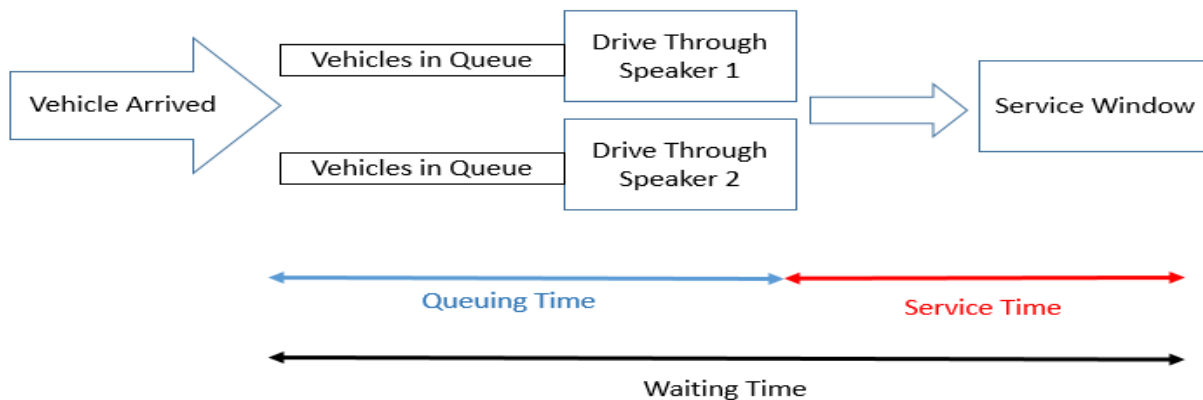 Vehicle Arrived
Vehicles in Queue
Drive Through
Speaker 1
Vehicles in Queue
Drive Through
Speaker 2
Service Window
Queuing Time
Service Time
Waiting Time